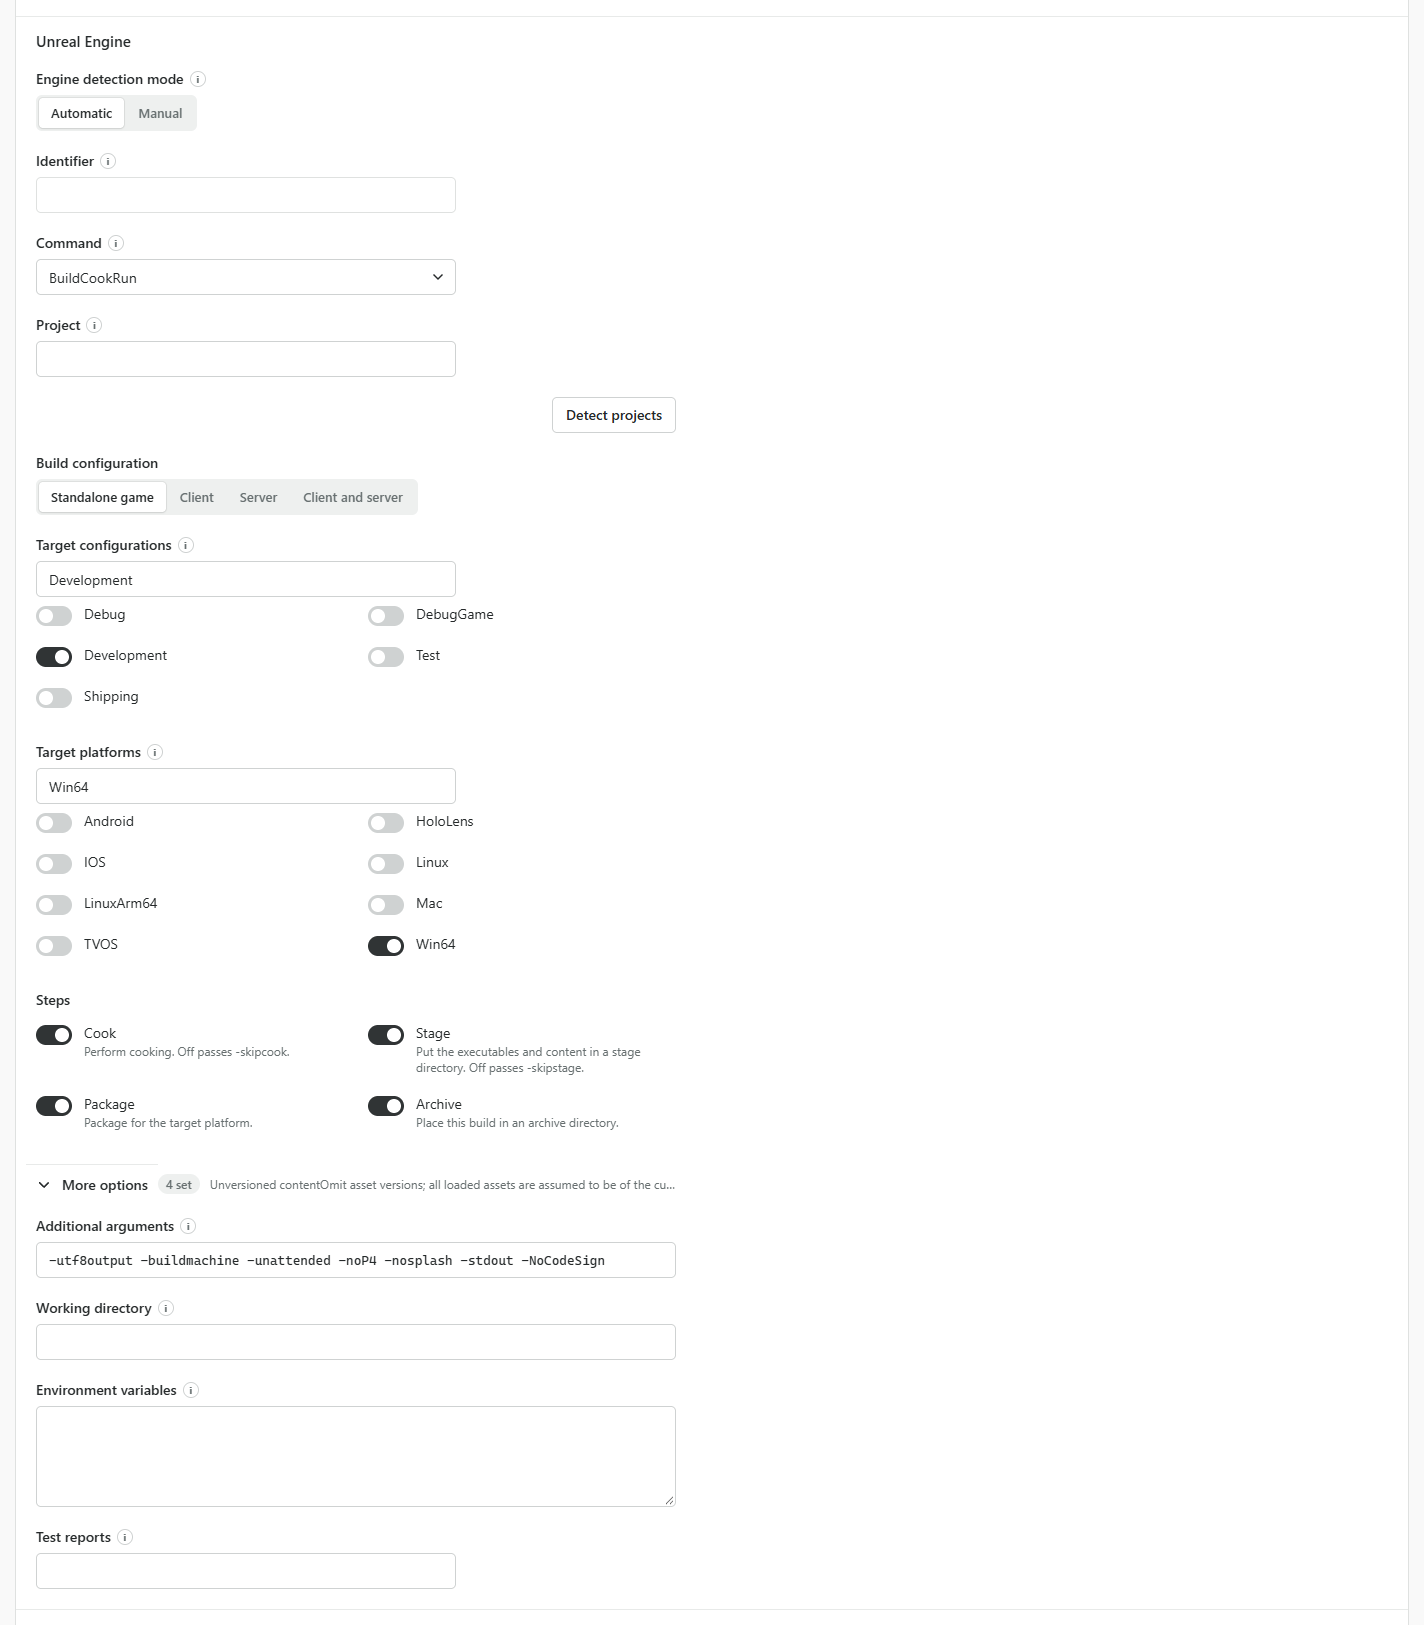 Unreal Engine
Engine detection mode
Automatic Manual
Identifier
Command
BuildCookRun
Project
Detect projects
Build configuration
Standalone game Client Server Client and server
Target configurations
Development
Debug DebugGame
Development Test
Shipping
Target platforms
Win64
Android HoloLens
IOS Linux
LinuxArm64 Mac
TVOS Win64
Steps
Cook
Perform cooking. Off passes -skipcook.
Stage
Put the executables and content in a stage
directory. Off passes -skipstage.
Package
Package for the target platform.
Archive
Place this build in an archive directory.
More options 4 set Unversioned contentOmit asset versions; all loaded assets are assumed to be of the cu...
Additional arguments
-utf8output -buildmachine -unattended -noP4 -nosplash -stdout -NoCodeSign
Working directory
Environment variables
Test reports